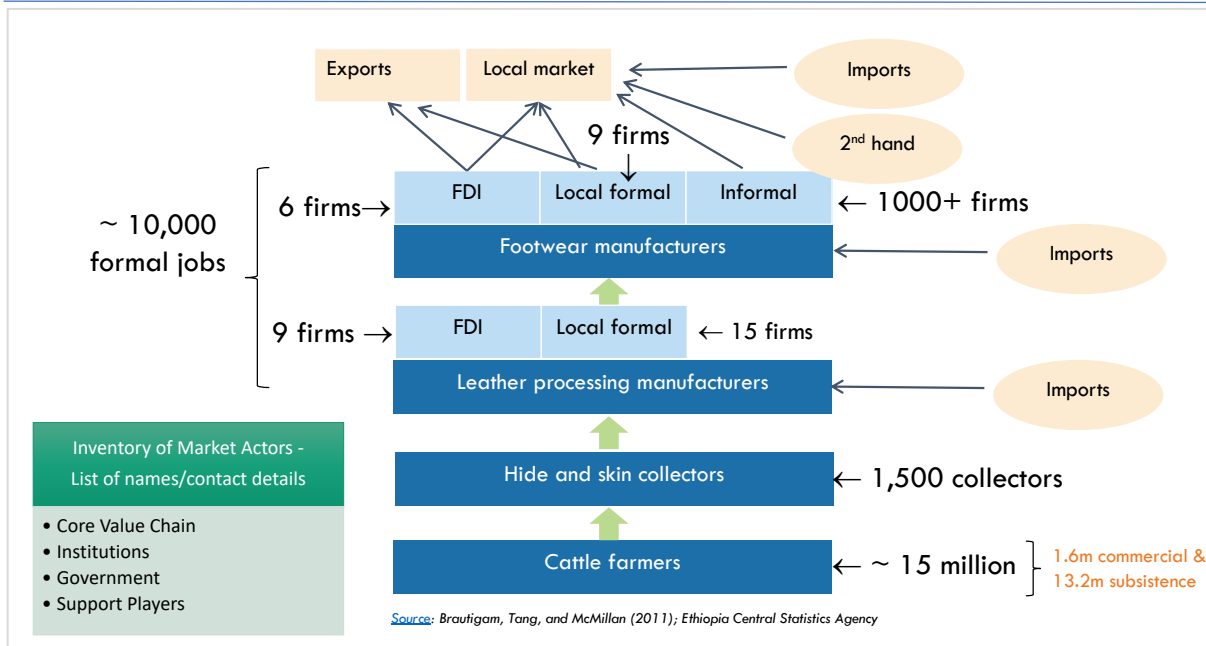 Exports
Local market
Imports
9 firms
2nd hand
~ 10,000
formal jobs
6 firms→
FDI
Local formal
Informal
← 1000+ firms
Footwear manufacturers
Imports
9 firms →
FDI
Local formal
← 15 firms
Leather processing manufacturers
Imports
Inventory of Market Actors -
List of names/contact details
• Core Value Chain
• Institutions
• Government
• Support Players
Hide and skin collectors
← 1,500 collectors
Cattle farmers
← ~ 15 million
1.6m commercial &
13.2m subsistence
Source: Brautigam, Tang, and McMillan (2011); Ethiopia Central Statistics Agency